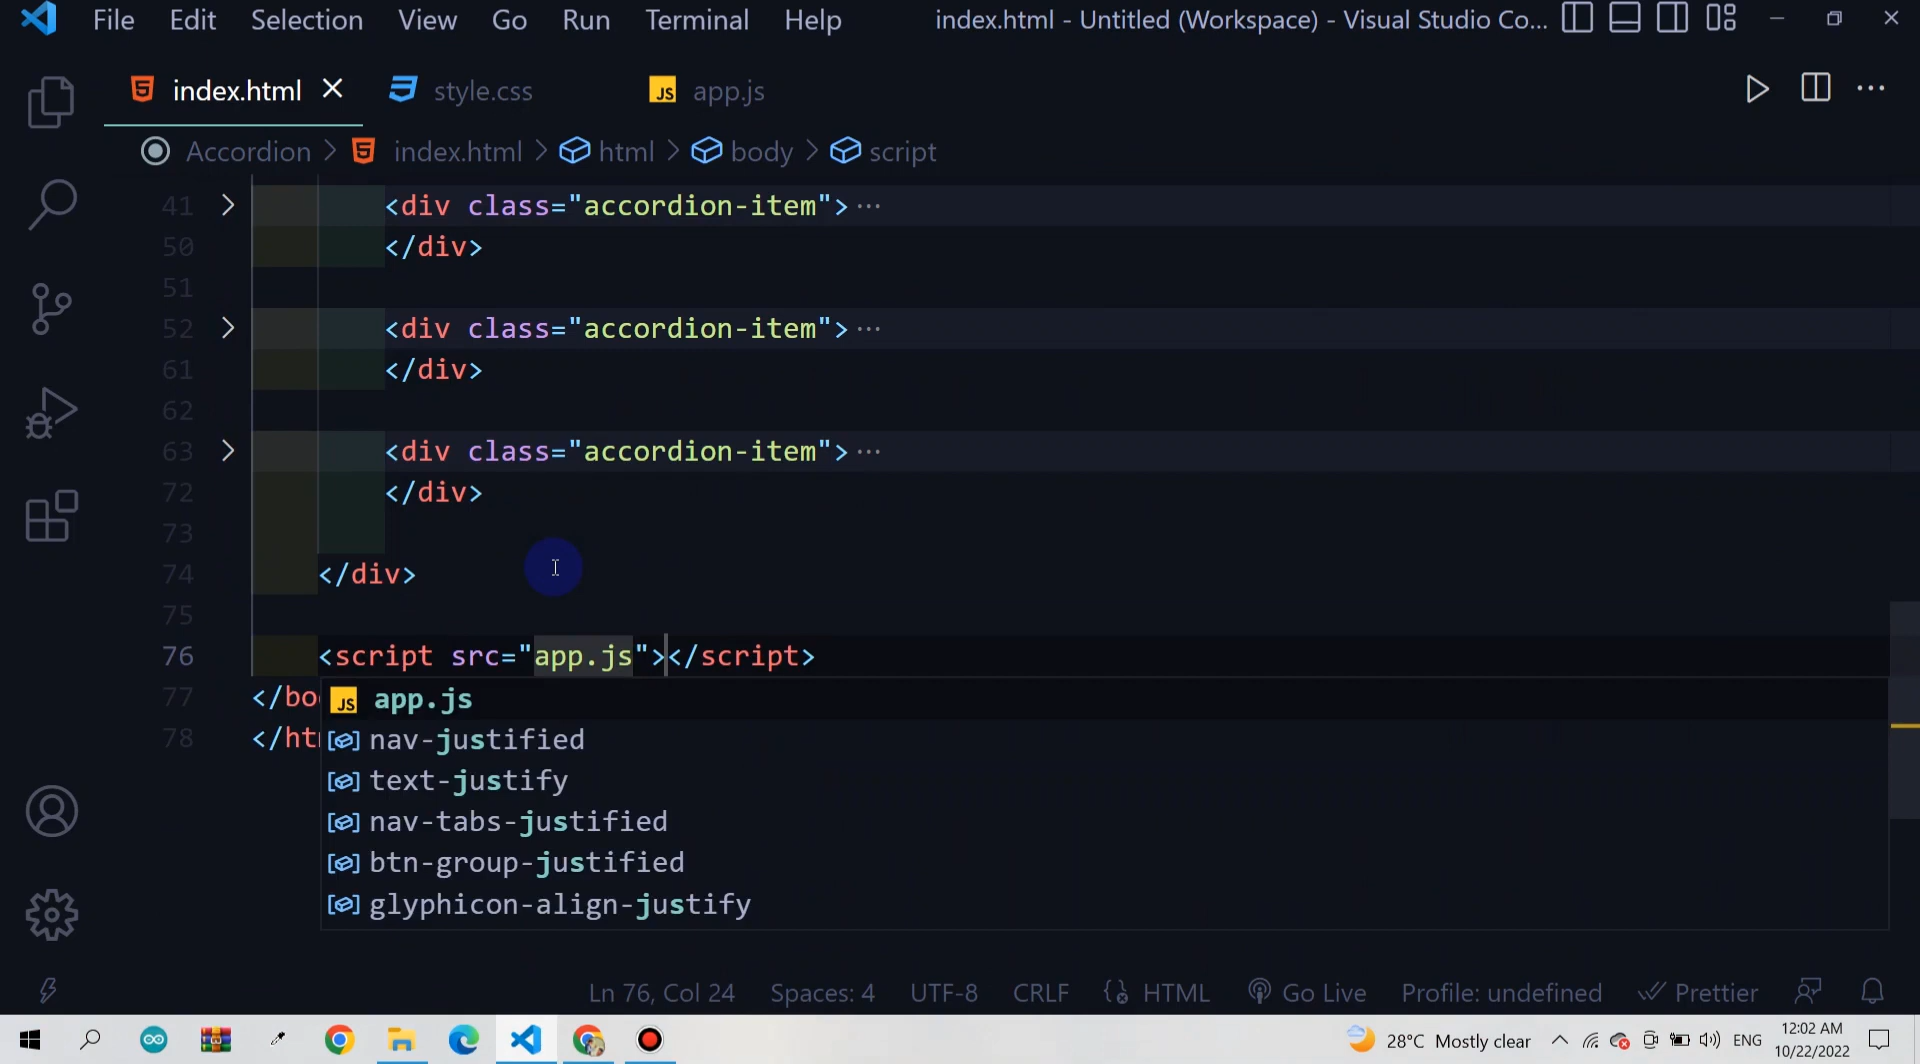 File Edit Selection View Go Run Terminal Help index.html - Untitled (Workspace) - Visual Studio Co...
index.html style.css JS app.js
Accordion > index.html > html > body > script
41 <div class="accordion-item">...
50 </div>
51
52 <div class="accordion-item">...
61 </div>
62
63 <div class="accordion-item">...
72 </div>
73
74 </div>
75
76 <script src="app.js"></script>
77 </bo
78 </ht
JS app.js
nav-justified
text-justify
nav-tabs-justified
btn-group-justified
glyphicon-align-justify
Ln 76, Col 24 Spaces: 4 UTF-8 CRLF HTML Go Live Profile: undefined Prettier
28°C Mostly clear ENG 12:02 AM
10/22/2022